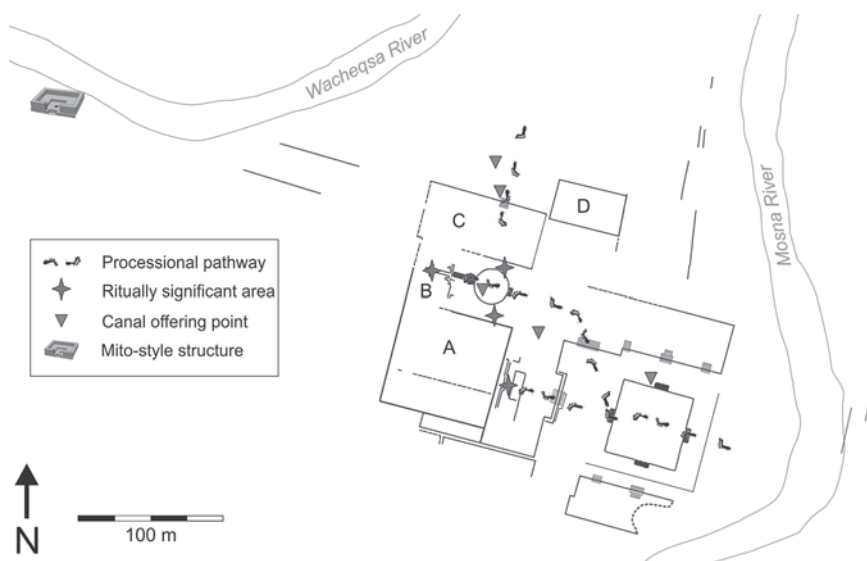 Wacheqsa River
Mosna River
C
D
B
A
Processional pathway
Ritually significant area
Canal offering point
Mito-style structure
N
100 m